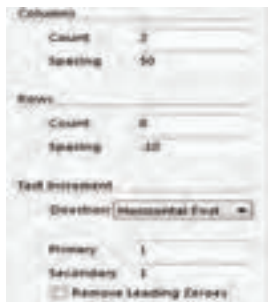 Columns
Count 2
Spacing 50
Rows
Count
Spacing -10
Text Increment
Direction Horizontal First
Primary 1
Secondary 1
Remove Leading Zeroes